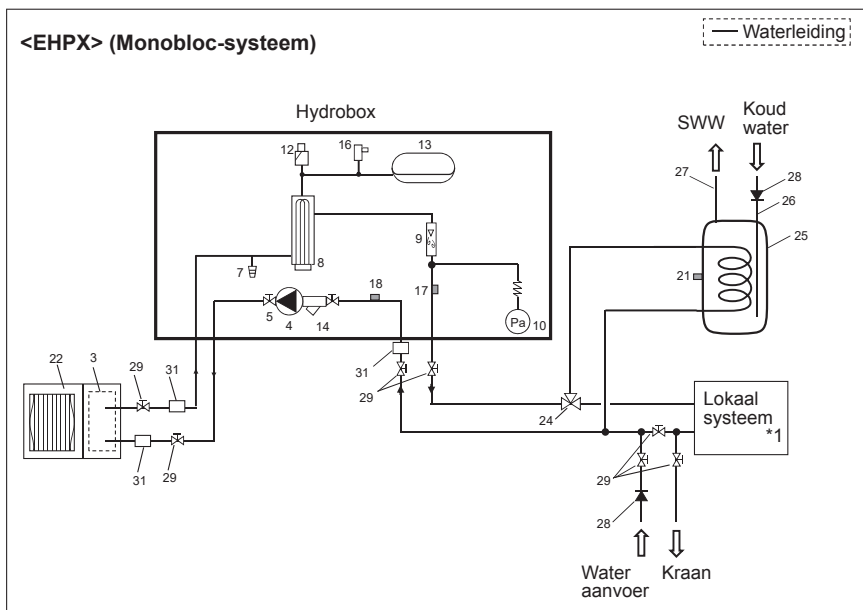 <EHPX> (Monobloc-systeem)
Waterleiding
Hydrobox
SWW
Koud
water
12
16
13
27
28
26
9
25
7
8
21
18
17
5
4
14
10
Pa
22
3
29
31
31
29
24
Lokaal
systeem
*1
31
29
29
28
Water
aanvoer
Kraan